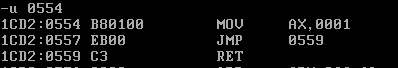 -u 0554
1CD2:0554 B80100 MOV AX,0001
1CD2:0557 EB00 JMP 0559
1CD2:0559 C3 RET